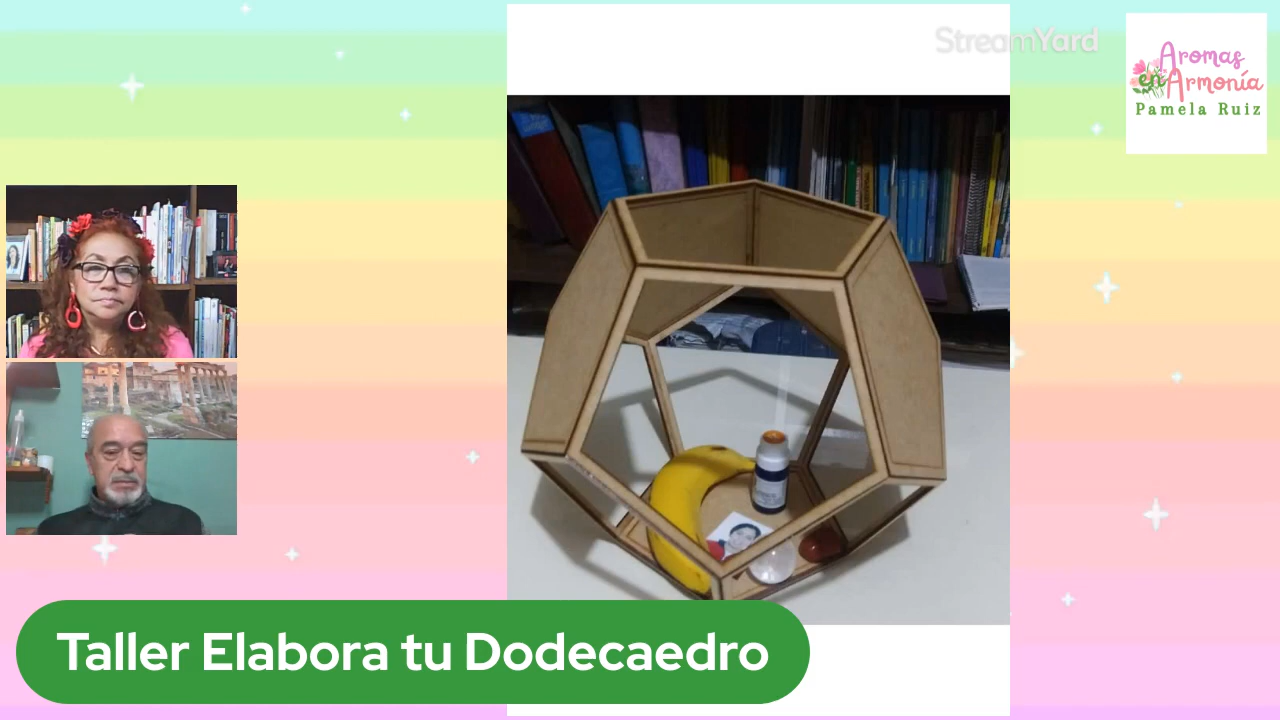 StreamYard
Aromas
en Armonía
Pamela Ruiz
Taller Elabora tu Dodecaedro